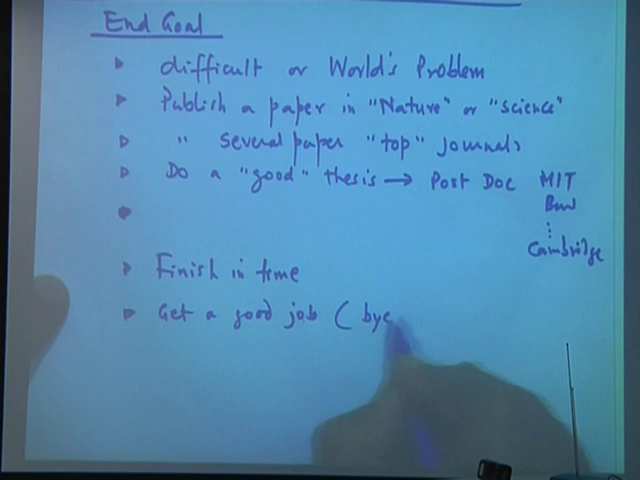 End Goal
difficult or World's Problem
Publish a paper in "Nature" or "science"
" several paper "top" Journals
Do a "good" thesis → Post Doc MIT
⋮
Cambridge
Finish in time
Get a good job ( bye